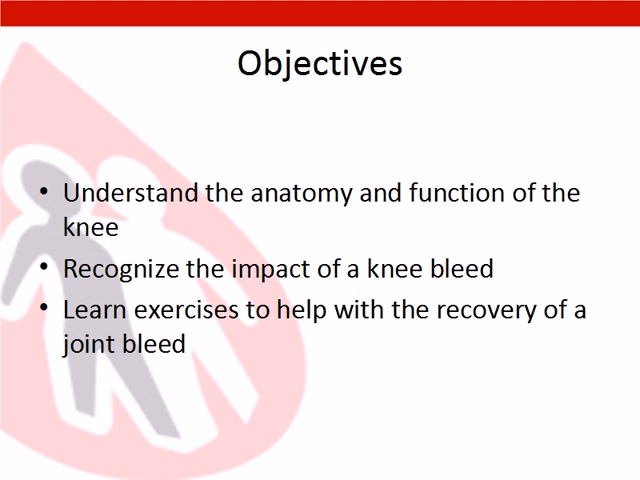 Objectives
• Understand the anatomy and function of the
knee
• Recognize the impact of a knee bleed
• Learn exercises to help with the recovery of a
joint bleed